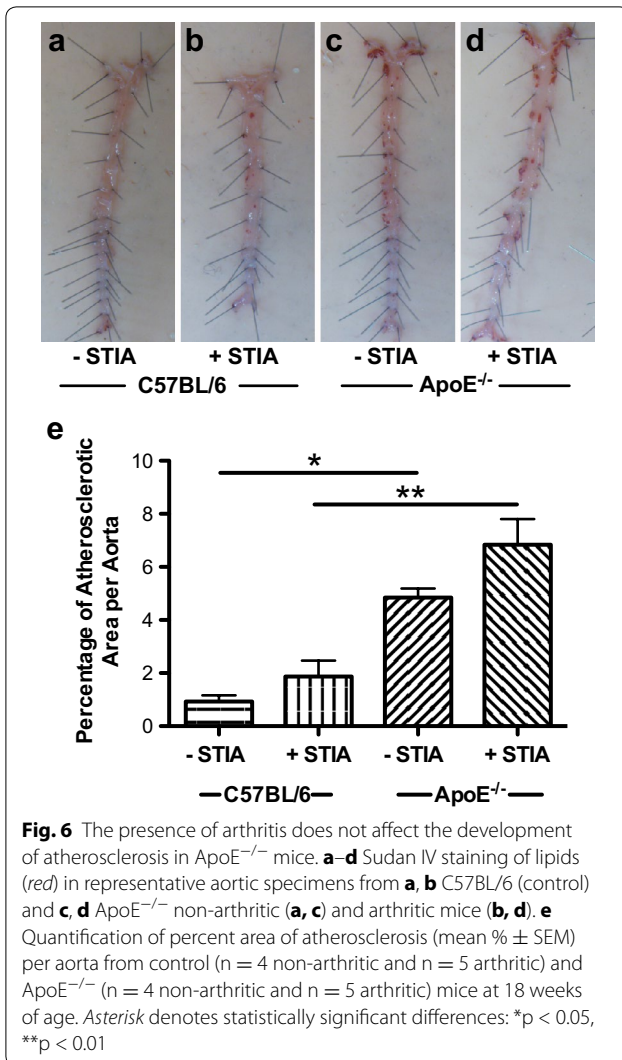 a b c d
- STIA + STIA - STIA + STIA
C57BL/6 ApoE-/-
e
Percentage of Atherosclerotic
Area per Aorta
10
8
6
4
2
0
*
**
- STIA + STIA - STIA + STIA
C57BL/6 ApoE-/-
Fig. 6 The presence of arthritis does not affect the development
of atherosclerosis in ApoE−/− mice. a–d Sudan IV staining of lipids
(red) in representative aortic specimens from a, b C57BL/6 (control)
and c, d ApoE−/− non-arthritic (a, c) and arthritic mice (b, d). e
Quantification of percent area of atherosclerosis (mean % ± SEM)
per aorta from control (n = 4 non-arthritic and n = 5 arthritic) and
ApoE−/− (n = 4 non-arthritic and n = 5 arthritic) mice at 18 weeks
of age. Asterisk denotes statistically significant differences: *p < 0.05,
**p < 0.01